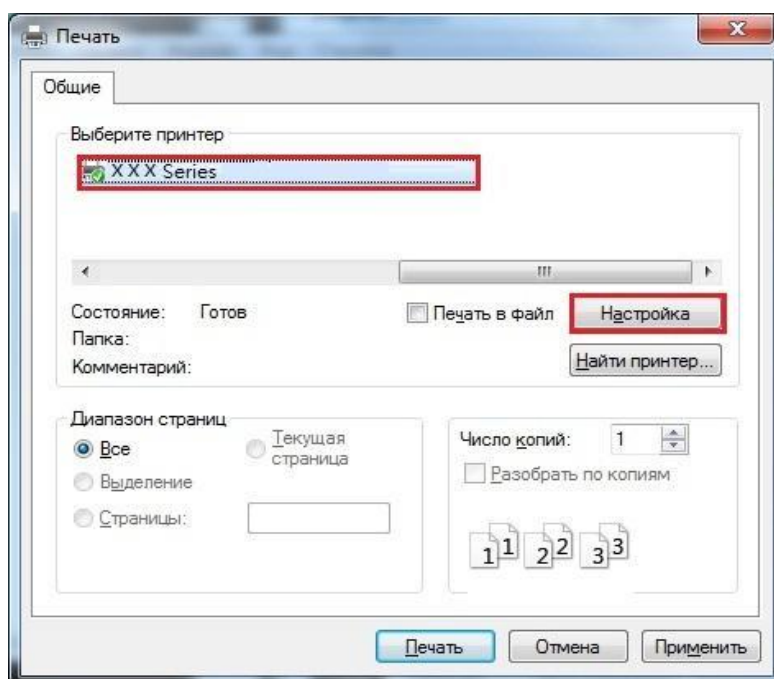 Печать
Общие
Выберите принтер
X X X Series
Состояние: Готов
Печать в файл
Настройка
Папка:
Комментарий:
Найти принтер...
Диапазон страниц
Все
Текущая
страница
Выделение
Страницы:
Число копий: 1
Разобрать по копиям
1 1 2 2 3 3
Печать
Отмена
Применить